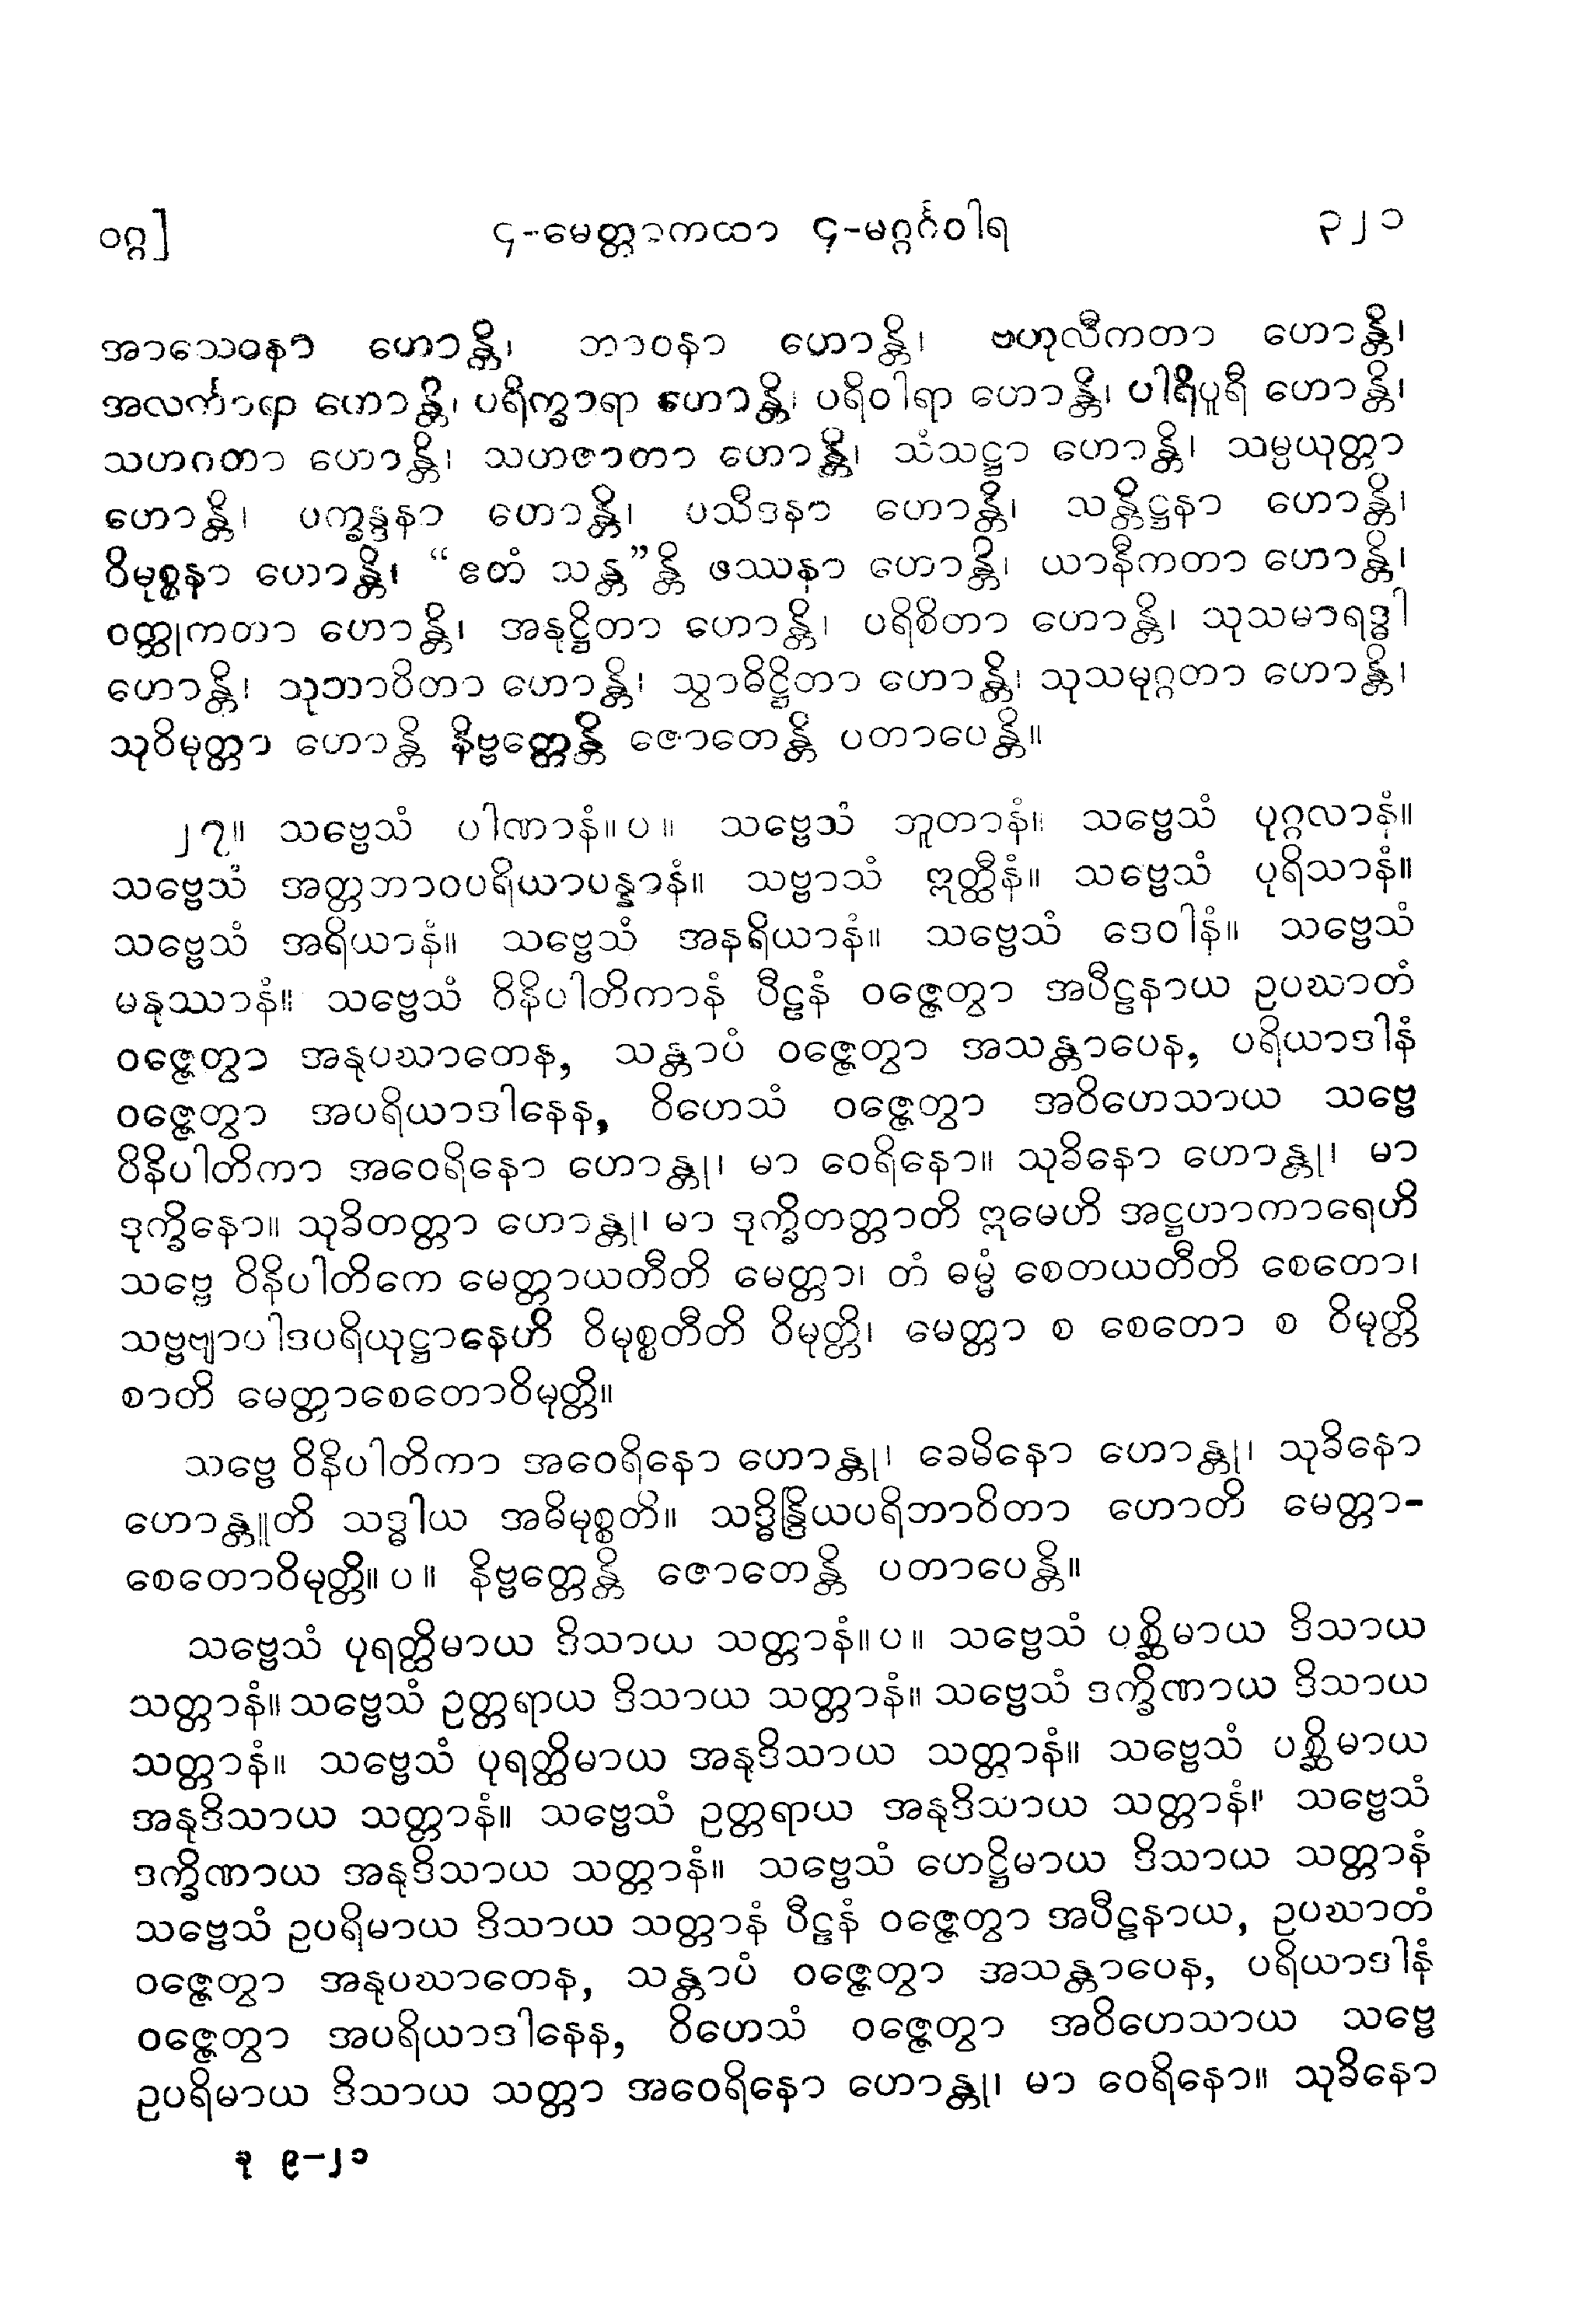 ဝဂ္ဂ]	၄-မေတ္တာကထာ ၄-မဂ္ဂင်္ဂဝါရ	၃၂၁
အာသေဝနာ ဟောန္တိ၊ ဘာဝနာ ဟောန္တိ၊ ဗဟုလီကတာ ဟောန္တိ၊
အလင်္ကာရာ ဟောန္တိ၊ ပရိက္ခာရာ ဟောန္တိ၊ ပရိဝါရာ ဟောန္တိ၊ ပါရိပူရီ ဟောန္တိ၊
သဟဂတာ ဟောန္တိ၊ သဟဇာတာ ဟောန္တိ၊ သံသဋ္ဌာ ဟောန္တိ၊ သမ္ပယုတ္တာ
ဟောန္တိ၊ ပက္ခန္ဒနာ ဟောန္တိ၊ ပသီဒနာ ဟောန္တိ၊ သန္တိဋ္ဌနာ ဟောန္တိ၊
ဝိမုစ္စနာ ဟောန္တိ၊ “ဧတံ သန္တ”န္တိ ဖဿနာ ဟောန္တိ၊ ယာနီကတာ ဟောန္တိ၊
ဝတ္ထုကတာ ဟောန္တိ၊ အနုဋ္ဌိတာ ဟောန္တိ၊ ပရိစိတာ ဟောန္တိ၊ သုသမာရဒ္ဓါ
ဟောန္တိ၊ သုဘာဝိတာ ဟောန္တိ၊ သွာဓိဋ္ဌိတာ ဟောန္တိ၊ သုသမုဂ္ဂတာ ဟောန္တိ၊
သုဝိမုတ္တာ ဟောန္တိ နိဗ္ဗတ္တေန္တိ ဇောတေန္တိ ပတာပေန္တိ။
၂၇။ သဗ္ဗေသံ ပါဏာနံ။ပ။ သဗ္ဗေသံ ဘူတာနံ။ သဗ္ဗေသံ ပုဂ္ဂလာနံ။
သဗ္ဗေသံ အတ္တဘာဝပရိယာပန္နာနံ။ သဗ္ဗာသံ ဣတ္ထီနံ။ သဗ္ဗေသံ ပုရိသာနံ။
သဗ္ဗေသံ အရိယာနံ။ သဗ္ဗေသံ အနရိယာနံ။ သဗ္ဗေသံ ဒေဝါနံ။ သဗ္ဗေသံ
မနုဿာနံ။ သဗ္ဗေသံ ဝိနိပါတိကာနံ ပီဠနံ ဝဇ္ဇေတွာ အပီဠနာယ ဥပဃာတံ
ဝဇ္ဇေတွာ အနုပဃာတေန, သန္တာပံ ဝဇ္ဇေတွာ အသန္တာပေန, ပရိယာဒါနံ
ဝဇ္ဇေတွာ အပရိယာဒါနေန, ဝိဟေသံ ဝဇ္ဇေတွာ အဝိဟေသာယ သဗ္ဗေ
ဝိနိပါတိကာ အဝေရိနော ဟောန္တု၊ မာ ဝေရိနော။ သုခိနော ဟောန္တု၊ မာ
ဒုက္ခိနော။ သုခိတတ္တာ ဟောန္တု၊ မာ ဒုက္ခိတတ္တာတိ ဣမေဟိ အဋ္ဌဟာကာရေဟိ
သဗ္ဗေ ဝိနိပါတိကေ မေတ္တာယတီတိ မေတ္တာ၊ တံ ဓမ္မံ စေတယတီတိ စေတော၊
သဗ္ဗဗျာပါဒပရိယုဋ္ဌာနေဟိ ဝိမုစ္စတီတိ ဝိမုတ္တိ၊ မေတ္တာ စ စေတော စ ဝိမုတ္တိ
စာတိ မေတ္တာစေတောဝိမုတ္တိ။
သဗ္ဗေ ဝိနိပါတိကာ အဝေရိနော ဟောန္တု၊ ခေမိနော ဟောန္တု၊ သုခိနော
ဟောန္တူတိ သဒ္ဓါယ အဓိမုစ္စတိ။ သဒ္ဓိန္ဒြိယပရိဘာဝိတာ ဟောတိ မေတ္တာ-
စေတောဝိမုတ္တိ။ပ။ နိဗ္ဗတ္တေန္တိ ဇောတေန္တိ ပတာပေန္တိ။
သဗ္ဗေသံ ပုရတ္ထိမာယ ဒိသာယ သတ္တာနံ။ပ။ သဗ္ဗေသံ ပစ္ဆိမာယ ဒိသာယ
သတ္တာနံ။ သဗ္ဗေသံ ဥတ္တရာယ ဒိသာယ သတ္တာနံ။ သဗ္ဗေသံ ဒက္ခိဏာယ ဒိသာယ
သတ္တာနံ။ သဗ္ဗေသံ ပုရတ္ထိမာယ အနုဒိသာယ သတ္တာနံ။ သဗ္ဗေသံ ပစ္ဆိမာယ
အနုဒိသာယ သတ္တာနံ။ သဗ္ဗေသံ ဥတ္တရာယ အနုဒိသာယ သတ္တာနံ။ သဗ္ဗေသံ
ဒက္ခိဏာယ အနုဒိသာယ သတ္တာနံ။ သဗ္ဗေသံ ဟေဋ္ဌိမာယ ဒိသာယ သတ္တာနံ
သဗ္ဗေသံ ဥပရိမာယ ဒိသာယ သတ္တာနံ ပီဠနံ ဝဇ္ဇေတွာ အပီဠနာယ, ဥပဃာတံ
ဝဇ္ဇေတွာ အနုပဃာတေန, သန္တာပံ ဝဇ္ဇေတွာ အသန္တာပေန, ပရိယာဒါနံ
ဝဇ္ဇေတွာ အပရိယာဒါနေန, ဝိဟေသံ ဝဇ္ဇေတွာ အဝိဟေသာယ သဗ္ဗေ
ဥပရိမာယ ဒိသာယ သတ္တာ အဝေရိနော ဟောန္တု၊ မာ ဝေရိနော။ သုခိနော
ခု ၉-၂၁